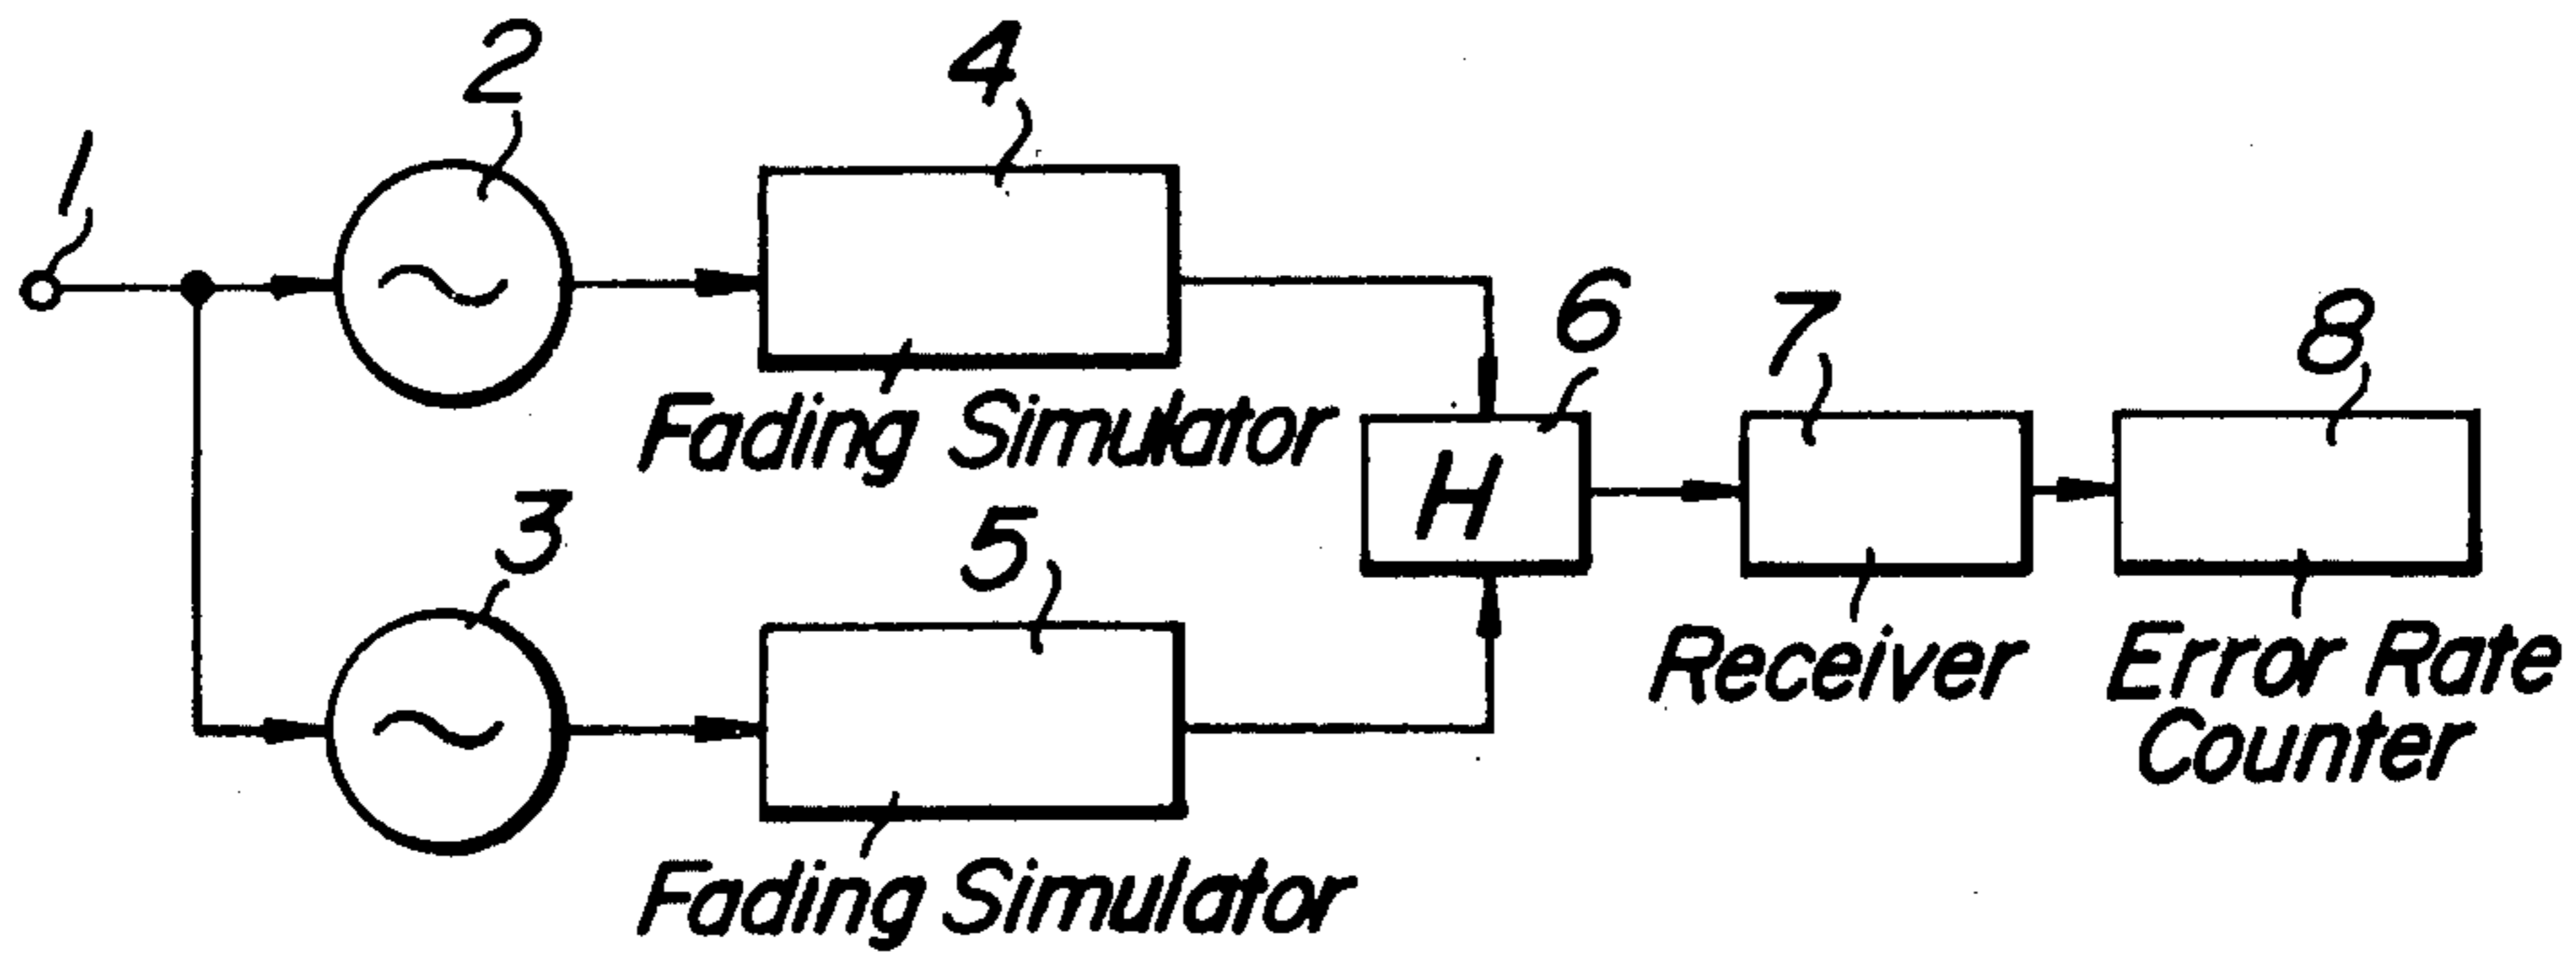 1
2
4
Fading Simulator
3
5
Fading Simulator
6
H
7
Receiver
8
Error Rate
Counter